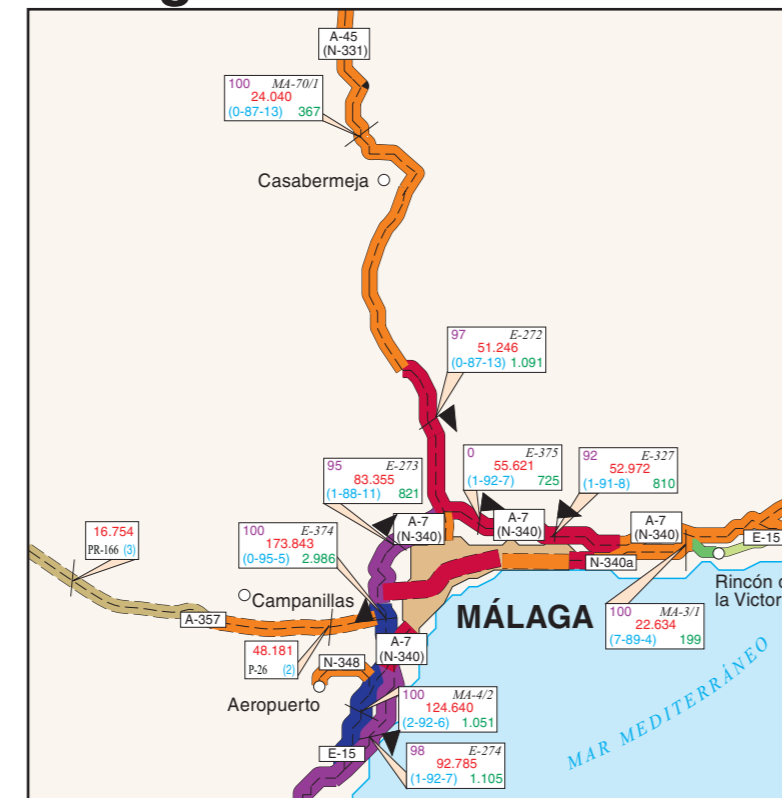 A-45
(N-331)
100 MA-70/1
24.040
(0-87-13) 367
Casabermeja
97 E-272
51.246
(0-87-13) 1.091
95 E-273
83.355
(1-88-11) 821
0 E-375
55.621
(1-92-7) 725
92 E-327
52.972
(1-91-8) 810
16.754
PR-166 (3)
100 E-374
173.843
(0-95-5) 2.986
A-7
(N-340)
A-7
(N-340)
A-7
(N-340)
E-15
N-340a
Campanillas
A-357
MÁLAGA
Rincón
la Victor
100 MA-3/1
22.634
(7-89-4) 199
48.181
P-26 (2)
N-348
A-7
(N-340)
Aeropuerto
100 MA-4/2
124.640
(2-92-6) 1.051
E-15
98 E-274
92.785
(1-92-7) 1.105
MAR MEDITERRÁNEO